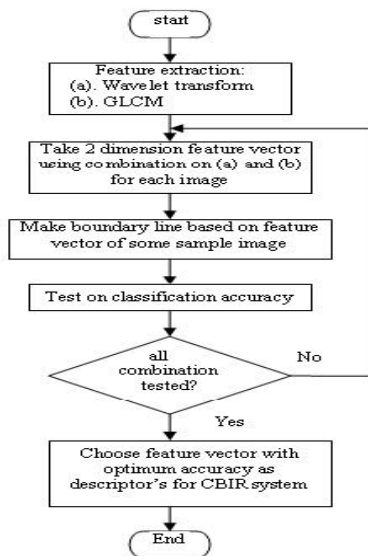 start
Feature extraction:
(a). Wavelet transform
(b). GLCM
Take 2 dimension feature vector
using combination on (a) and (b)
for each image
Make boundary line based on feature
vector of some sample image
Test on classification accuracy
all
combination
tested?
No
Yes
Choose feature vector with
optimum accuracy as
descriptor's for CBIR system
End